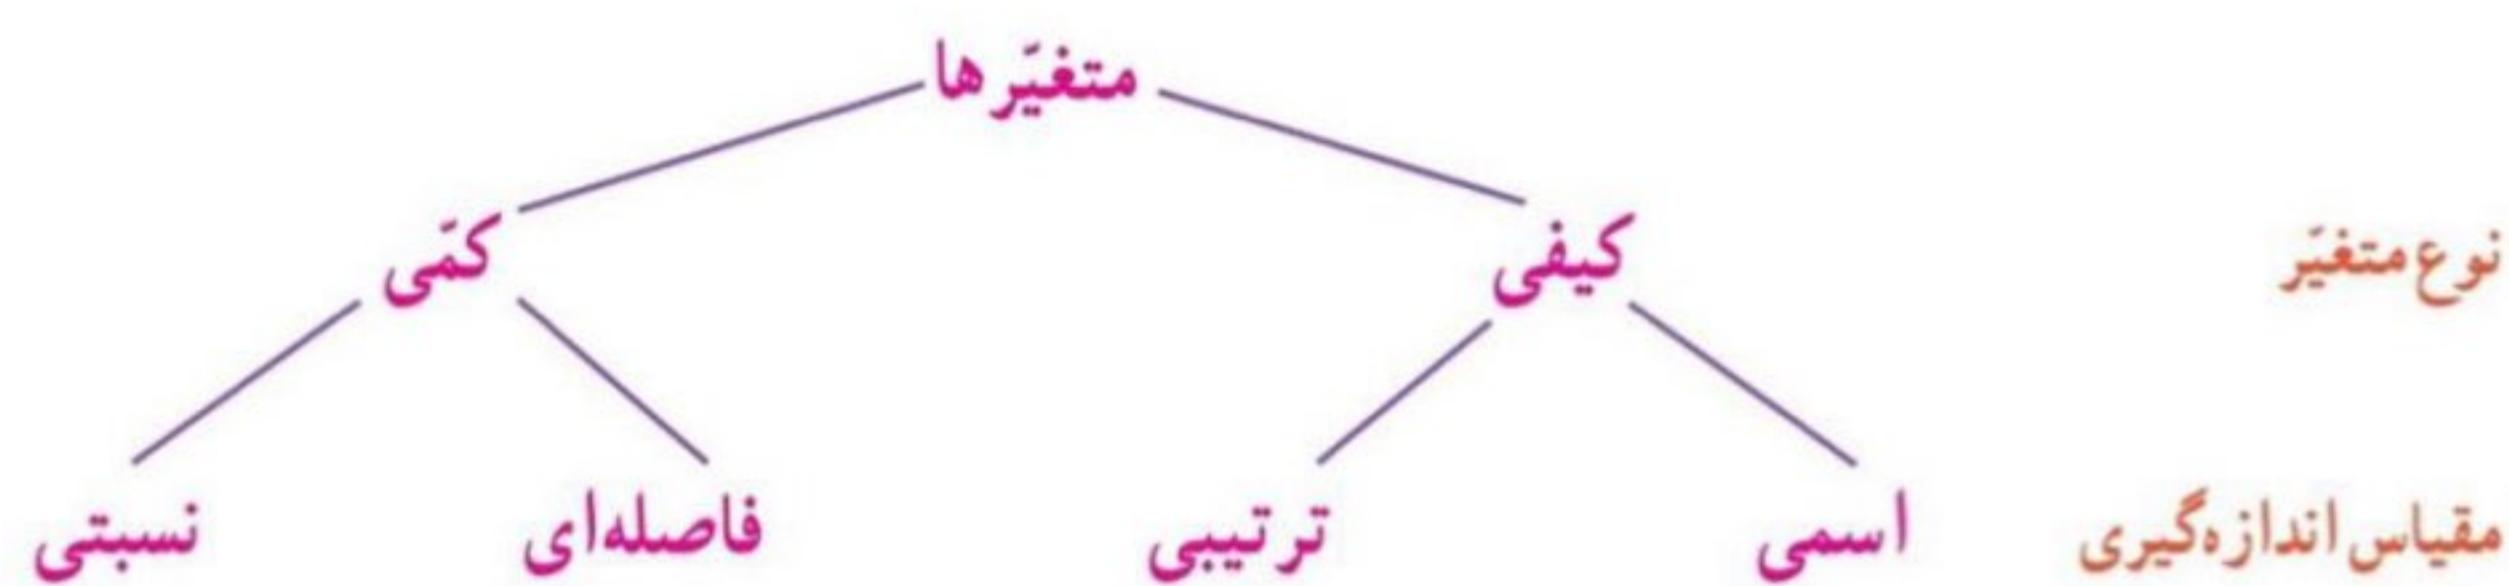 متغیّرها
نوع متغیّر کیفی کمّی
مقیاس اندازه‌گیری اسمی ترتیبی فاصله‌ای نسبتی